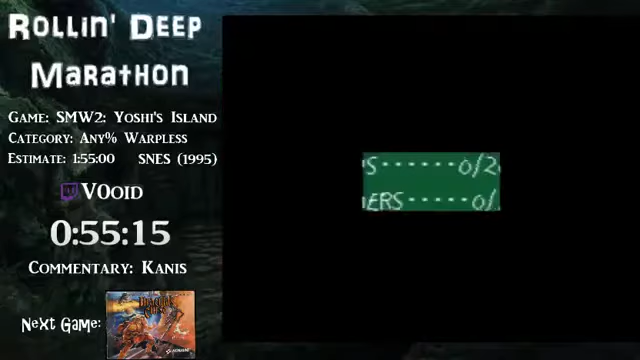 Rollin' Deep
Marathon
Game: SMW2: Yoshi's Island
Category: Any% Warpless
Estimate: 1:55:00 SNES (1995)
V0oid
0:55:15
Commentary: Kanis
Next Game:
S······0/2
ERS·····0/